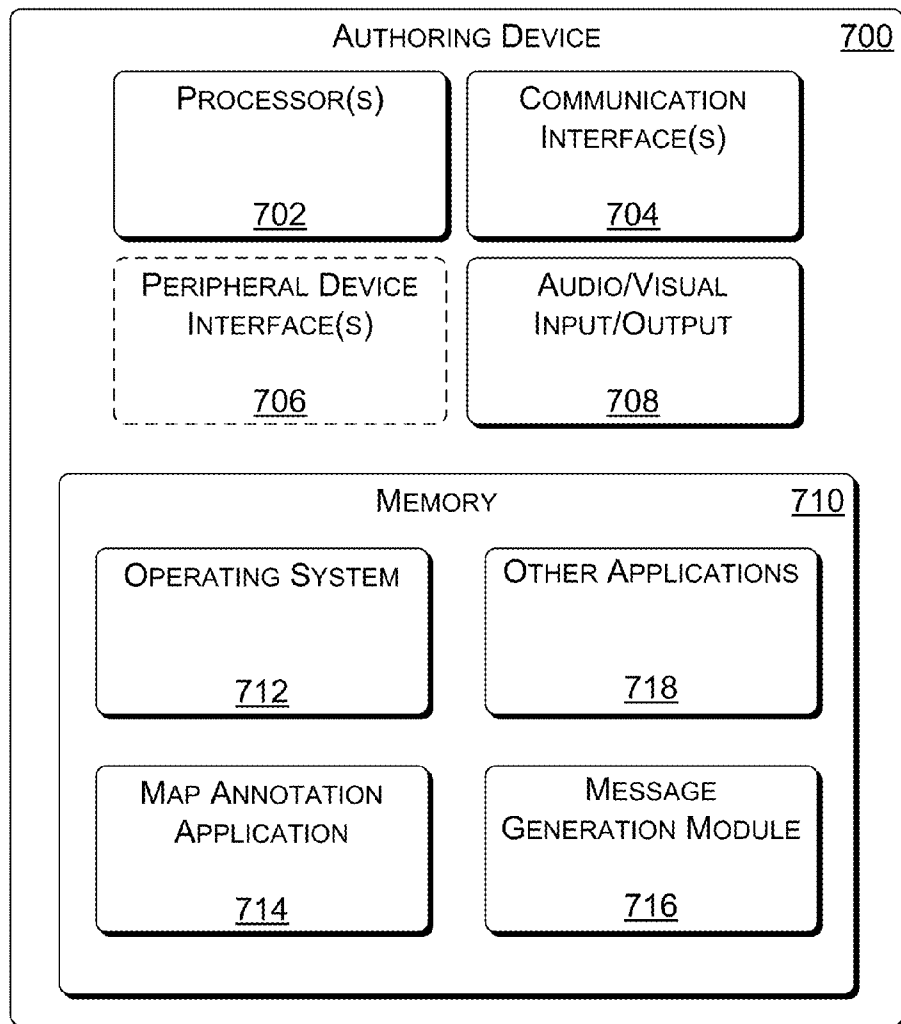 AUTHORING DEVICE 700
PROCESSOR(S)
702
COMMUNICATION
INTERFACE(S)
704
PERIPHERAL DEVICE
INTERFACE(S)
706
AUDIO/VISUAL
INPUT/OUTPUT
708
MEMORY 710
OPERATING SYSTEM
712
OTHER APPLICATIONS
718
MAP ANNOTATION
APPLICATION
714
MESSAGE
GENERATION MODULE
716